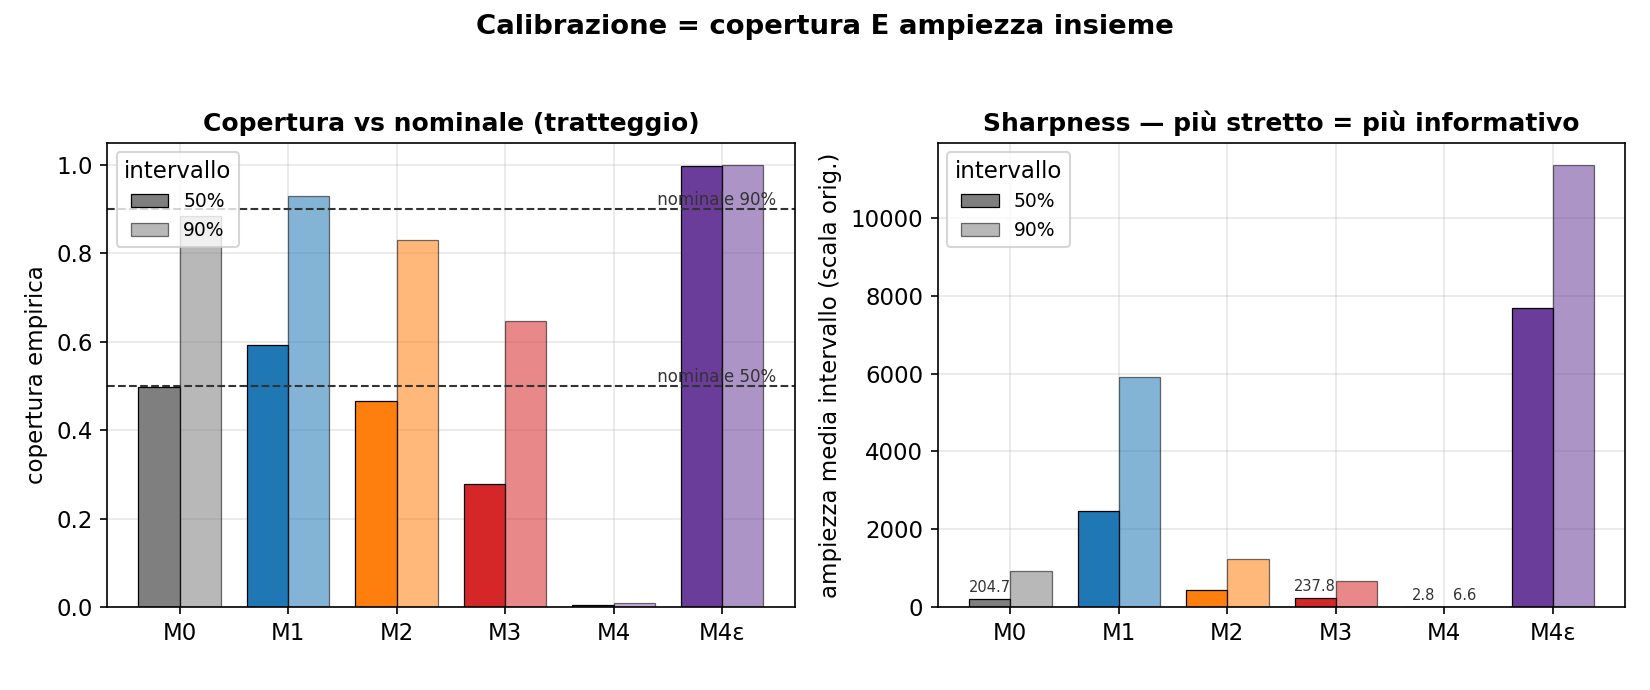 Calibrazione = copertura E ampiezza insieme
Copertura vs nominale (tratteggio)
copertura empirica
1.0
0.8
0.6
0.4
0.2
0.0
intervallo
50%
90%
nominale 90%
nominale 50%
M0
M1
M2
M3
M4
M4ε
Sharpness — più stretto = più informativo
ampiezza media intervallo (scala orig.)
10000
8000
6000
4000
2000
0
intervallo
50%
90%
204.7
237.8
2.8
6.6
M0
M1
M2
M3
M4
M4ε